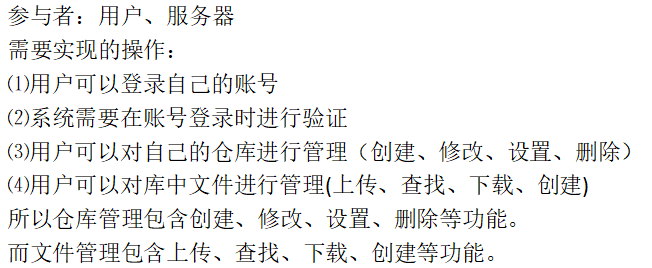 参与者：用户、服务器
需要实现的操作：
⑴用户可以登录自己的账号
⑵系统需要在账号登录时进行验证
⑶用户可以对自己的仓库进行管理（创建、修改、设置、删除）
⑷用户可以对库中文件进行管理(上传、查找、下载、创建)
所以仓库管理包含创建、修改、设置、删除等功能。
而文件管理包含上传、查找、下载、创建等功能。